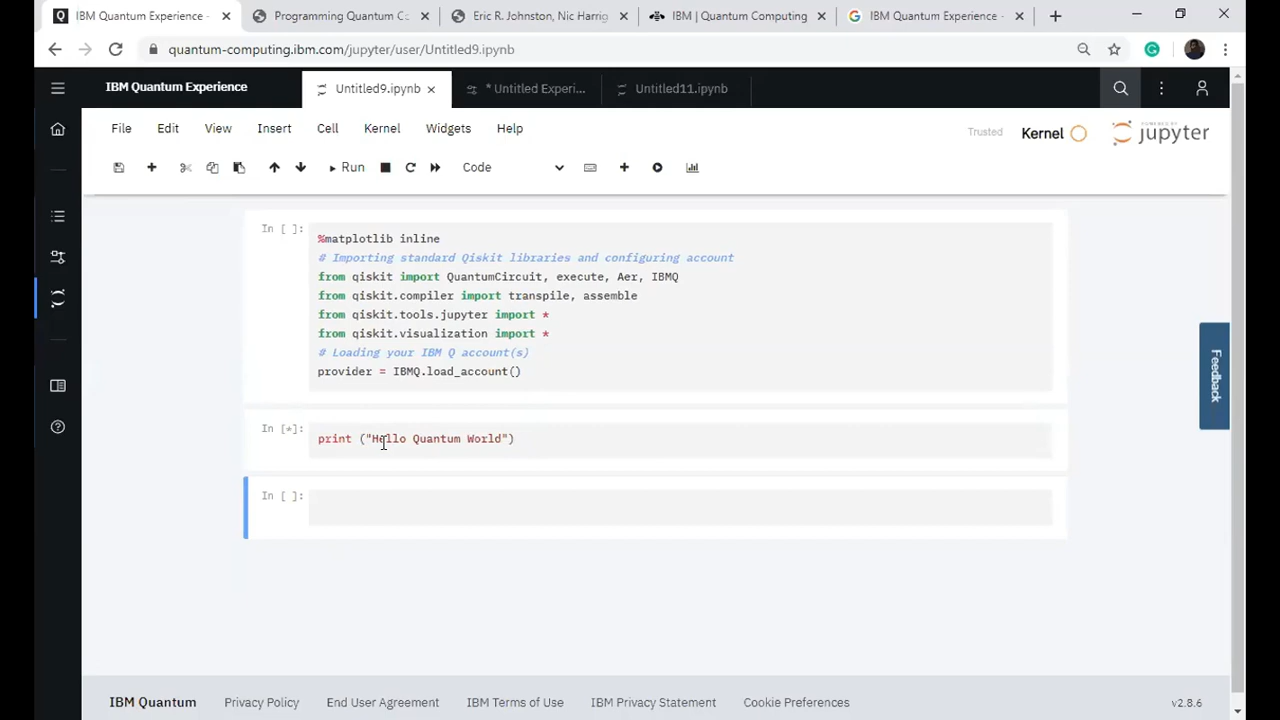 IBM Quantum Experience -
Programming Quantum C
Eric R. Johnston, Nic Harrig
IBM | Quantum Computing
IBM Quantum Experience -
quantum-computing.ibm.com/jupyter/user/Untitled9.ipynb
IBM Quantum Experience
Untitled9.ipynb
* Untitled Experi...
Untitled11.ipynb
File
Edit
View
Insert
Cell
Kernel
Widgets
Help
Trusted
Kernel
POWERED BY
jupyter
Run
Code
In [ ]:
%matplotlib inline
# Importing standard Qiskit libraries and configuring account
from qiskit import QuantumCircuit, execute, Aer, IBMQ
from qiskit.compiler import transpile, assemble
from qiskit.tools.jupyter import *
from qiskit.visualization import *
# Loading your IBM Q account(s)
provider = IBMQ.load_account()
In [*]:
print ("Hello Quantum World")
In [ ]:
Feedback
IBM Quantum
Privacy Policy
End User Agreement
IBM Terms of Use
IBM Privacy Statement
Cookie Preferences
v2.8.6